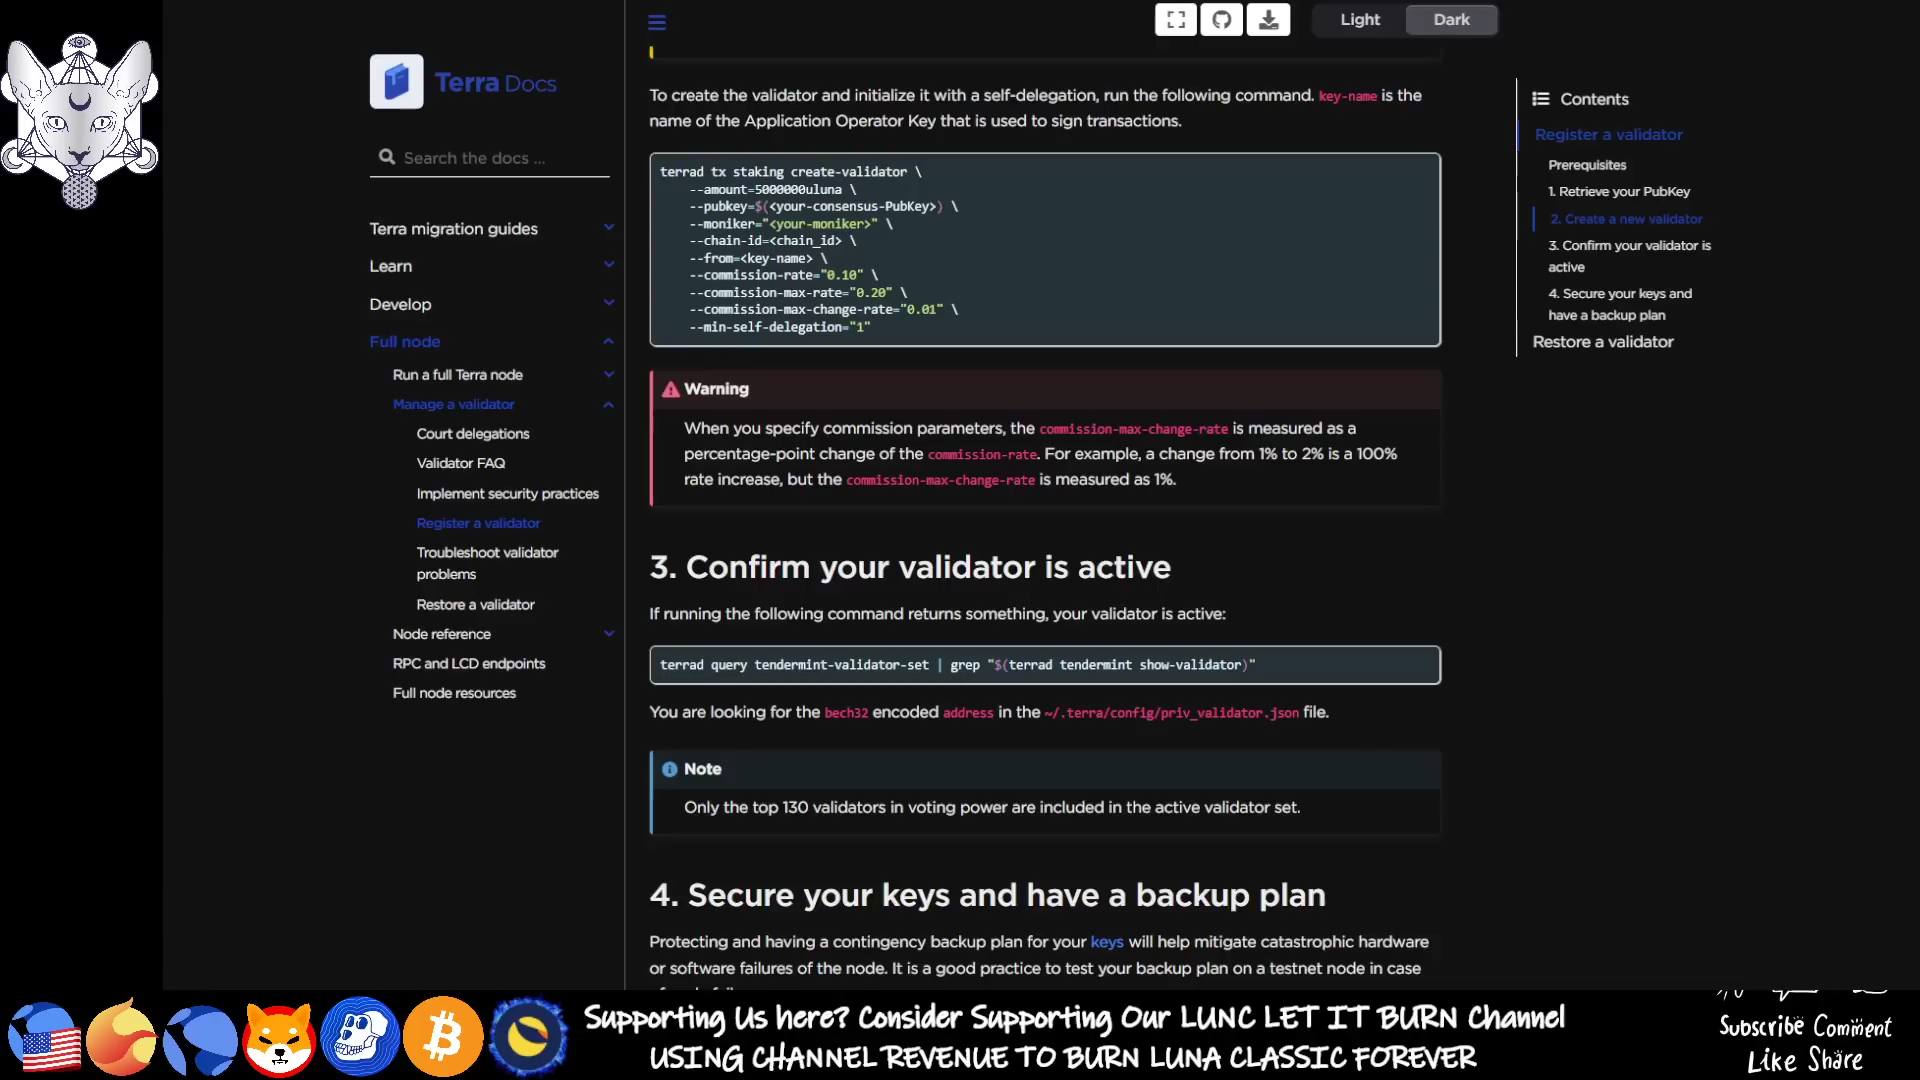 Light
Dark
Terra Docs
Search the docs ...
Terra migration guides
Learn
Develop
Full node
Run a full Terra node
Manage a validator
Court delegations
Validator FAQ
Implement security practices
Register a validator
Troubleshoot validator
problems
Restore a validator
Node reference
RPC and LCD endpoints
Full node resources
To create the validator and initialize it with a self-delegation, run the following command. key-name is the
name of the Application Operator Key that is used to sign transactions.
terrad tx staking create-validator \
--amount=5000000uluna \
--pubkey=$(<your-consensus-PubKey>) \
--moniker="<your-moniker>" \
--chain-id=<chain_id> \
--from=<key-name> \
--commission-rate="0.10" \
--commission-max-rate="0.20" \
--commission-max-change-rate="0.01" \
--min-self-delegation="1"
Warning
When you specify commission parameters, the commission-max-change-rate is measured as a
percentage-point change of the commission-rate. For example, a change from 1% to 2% is a 100%
rate increase, but the commission-max-change-rate is measured as 1%.
3. Confirm your validator is active
If running the following command returns something, your validator is active:
terrad query tendermint-validator-set | grep "$(terrad tendermint show-validator)"
You are looking for the bech32 encoded address in the ~/.terra/config/priv_validator.json file.
Note
Only the top 130 validators in voting power are included in the active validator set.
4. Secure your keys and have a backup plan
Protecting and having a contingency backup plan for your keys will help mitigate catastrophic hardware
or software failures of the node. It is a good practice to test your backup plan on a testnet node in case
Contents
Register a validator
Prerequisites
1. Retrieve your PubKey
2. Create a new validator
3. Confirm your validator is
active
4. Secure your keys and
have a backup plan
Restore a validator
Supporting Us here? Consider Supporting Our LUNC LET IT BURN Channel
USING CHANNEL REVENUE TO BURN LUNA CLASSIC FOREVER
Subscribe Comment
Like Share